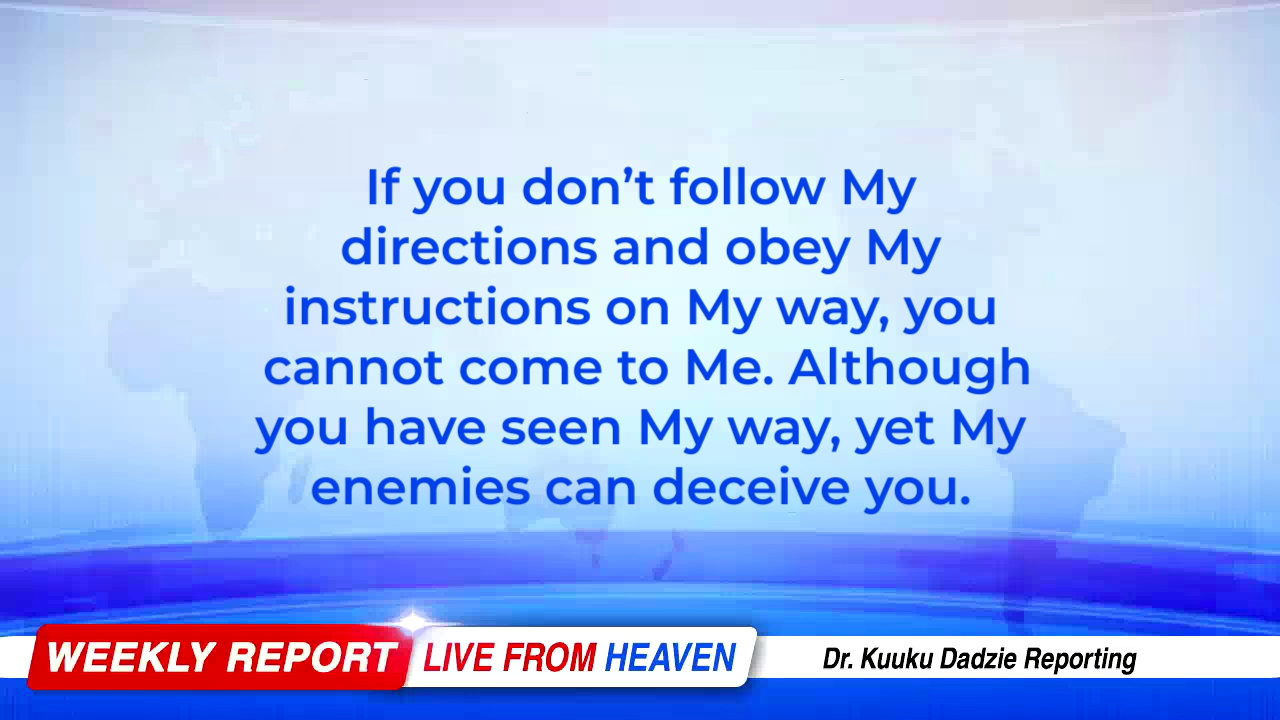 If you don’t follow My
directions and obey My
instructions on My way, you
cannot come to Me. Although
you have seen My way, yet My
enemies can deceive you.
WEEKLY REPORT LIVE FROM HEAVEN Dr. Kuuku Dadzie Reporting